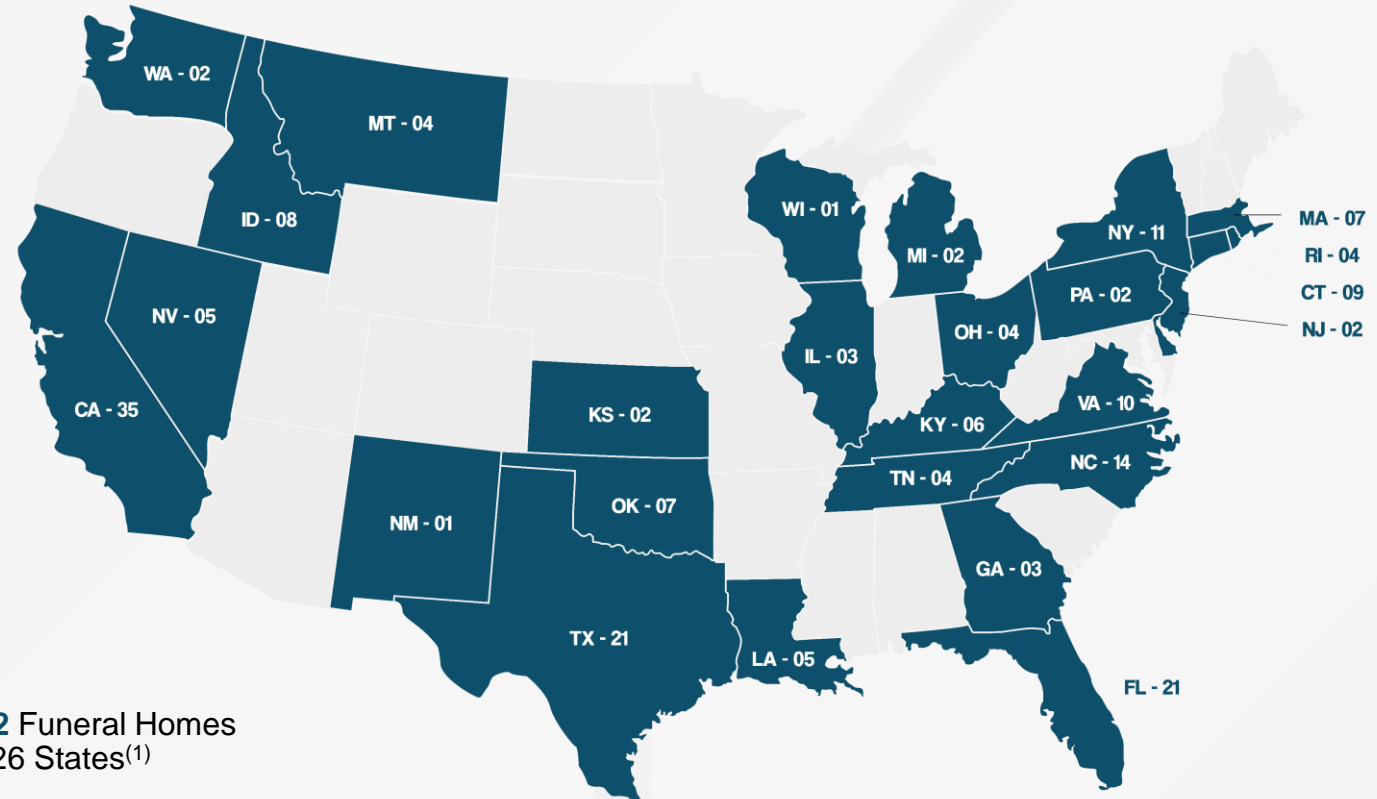 WA - 02
MT - 04
ID - 08
WI - 01
MI - 02
NY - 11
MA - 07
RI - 04
CT - 09
NJ - 02
PA - 02
NV - 05
OH - 04
IL - 03
CA - 35
KS - 02
KY - 06
VA - 10
NC - 14
TN - 04
OK - 07
NM - 01
GA - 03
TX - 21
LA - 05
FL - 21
2 Funeral Homes
26 States(1)